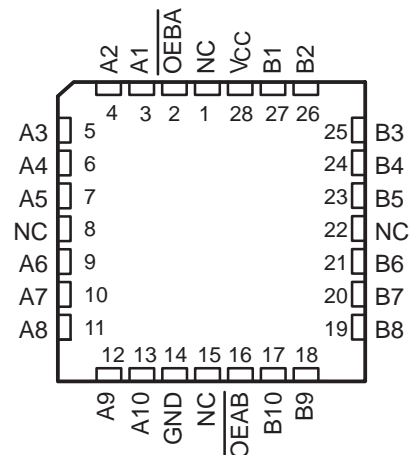 A2 A1 O̅E̅B̅A̅ NC VCC B1 B2
4 3 2 1 28 27 26
A3 5 25 B3
A4 6 24 B4
A5 7 23 B5
NC 8 22 NC
A6 9 21 B6
A7 10 20 B7
A8 11 19 B8
12 13 14 15 16 17 18
A9 A10 GND NC O̅E̅A̅B̅ B10 B9